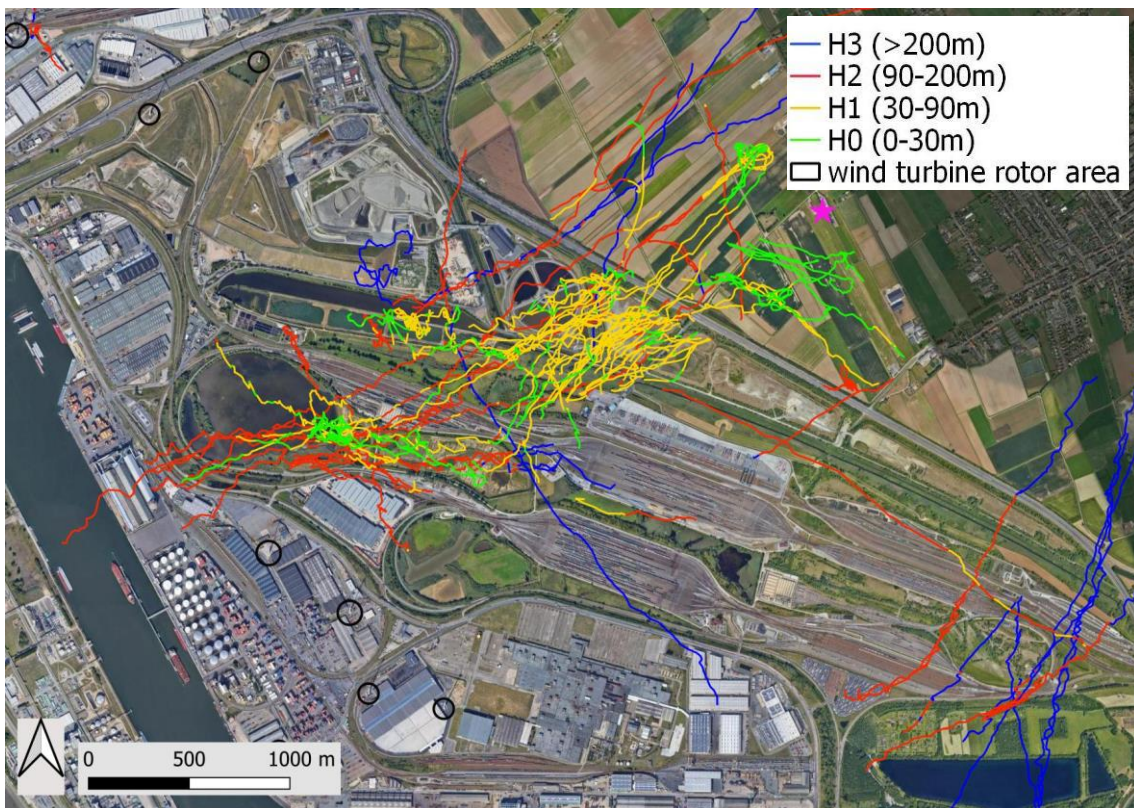 H3 (>200m)
H2 (90-200m)
H1 (30-90m)
H0 (0-30m)
wind turbine rotor area
0 500 1000 m